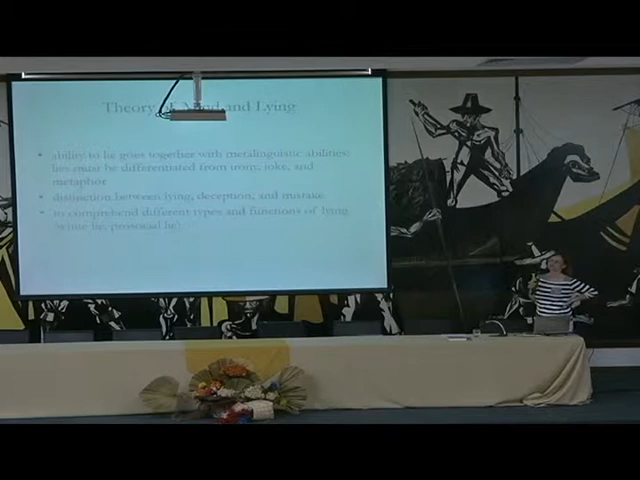 Theory of Mind and Lying
• ability to lie goes together with metalinguistic abilities:
lies must be differentiated from irony, joke, and
metaphor
• distinction between lying, deception, and mistake
• to comprehend different types and functions of lying
(white lie, prosocial lie)